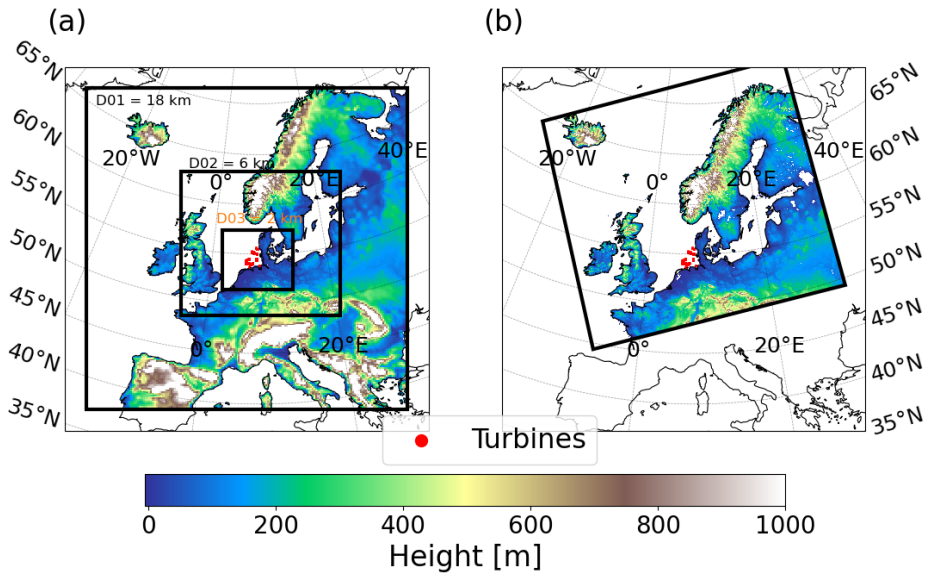 (a)
(b)
65°N
60°N
55°N
50°N
45°N
40°N
35°N
D01 = 18 km
20°W
D02 = 6 km
0°
20°E
40°E
D03 = 2 km
0°
20°E
20°W
0°
20°E
40°E
0°
20°E
65°N
60°N
55°N
50°N
45°N
40°N
35°N
Turbines
0
200
400
600
800
1000
Height [m]